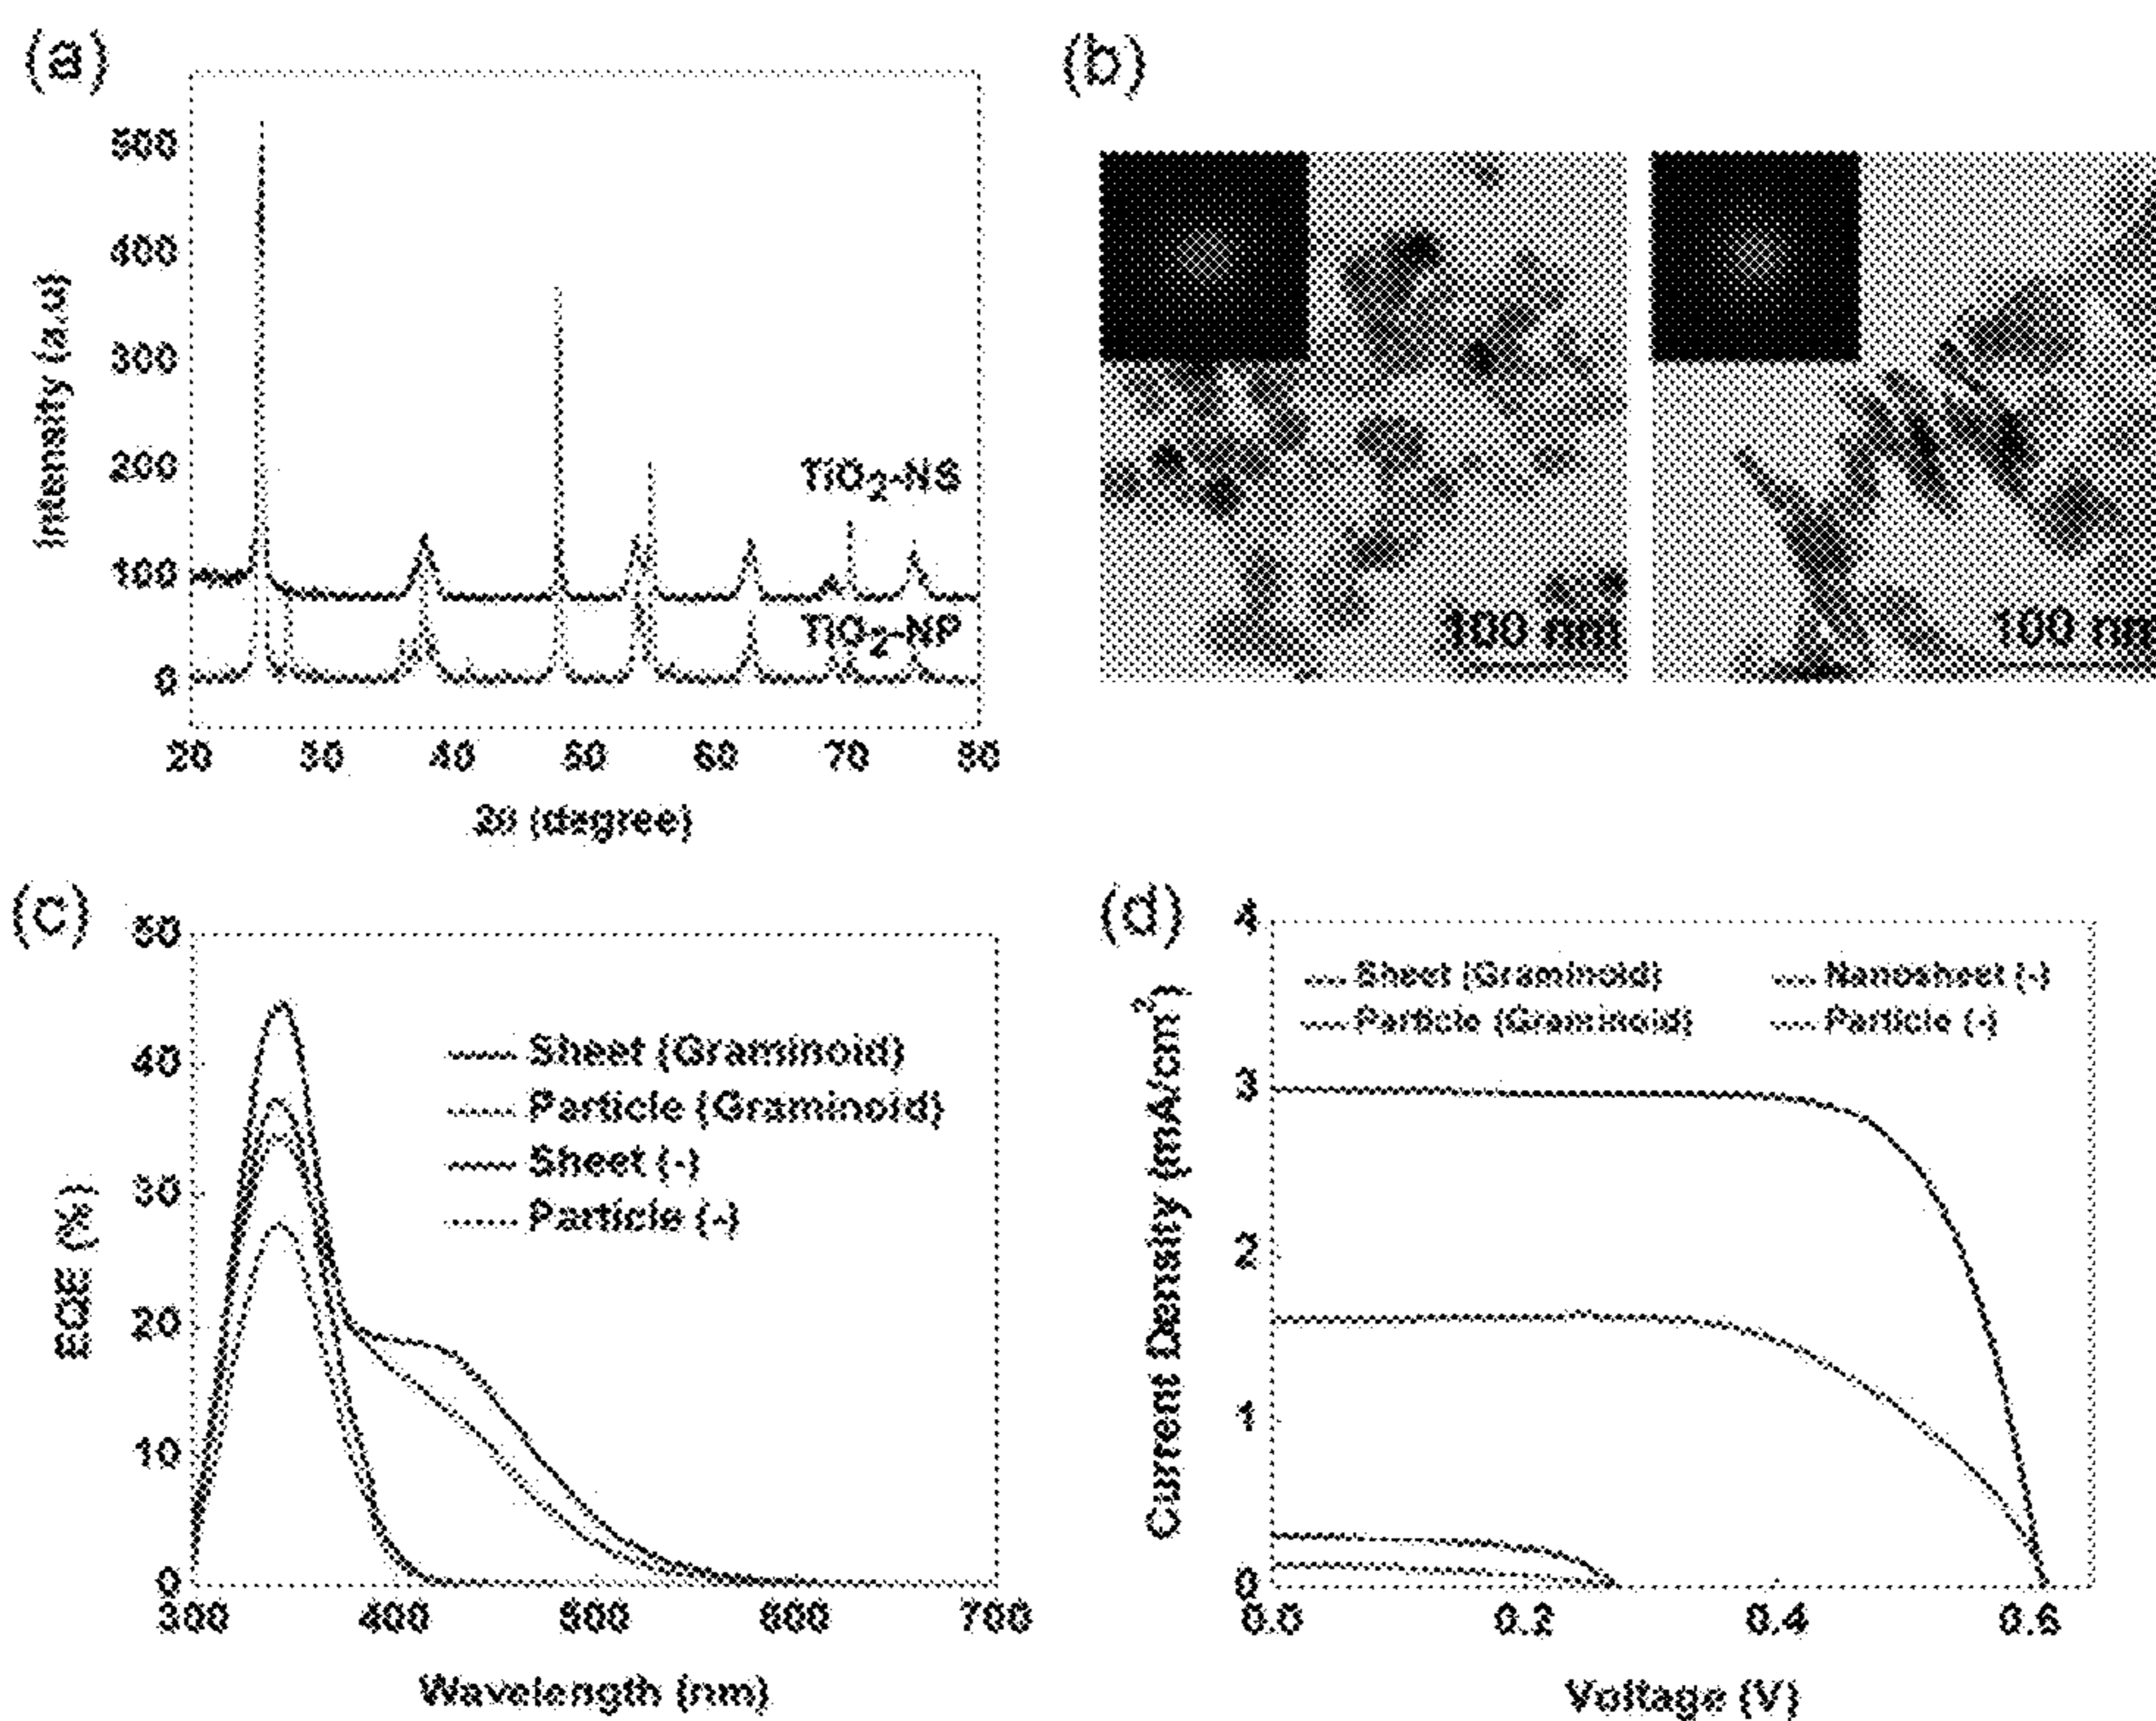 (a)
500
400
300
200
100
0
Intensity (a.u)
TiO2-NS
TiO2-NP
20 30 40 50 60 70 80
2θ (degree)
(b)
100 nm
100 nm
(c)
50
40
30
20
10
0
EQE (%)
Sheet (Graminoid)
Particle (Graminoid)
Sheet (-)
Particle (-)
300 400 500 600 700
Wavelength (nm)
(d)
4
3
2
1
0
Current Density (mA/cm²)
Sheet (Graminoid) Nanosheet (-)
Particle (Graminoid) Particle (-)
0.0 0.2 0.4 0.6
Voltage (V)